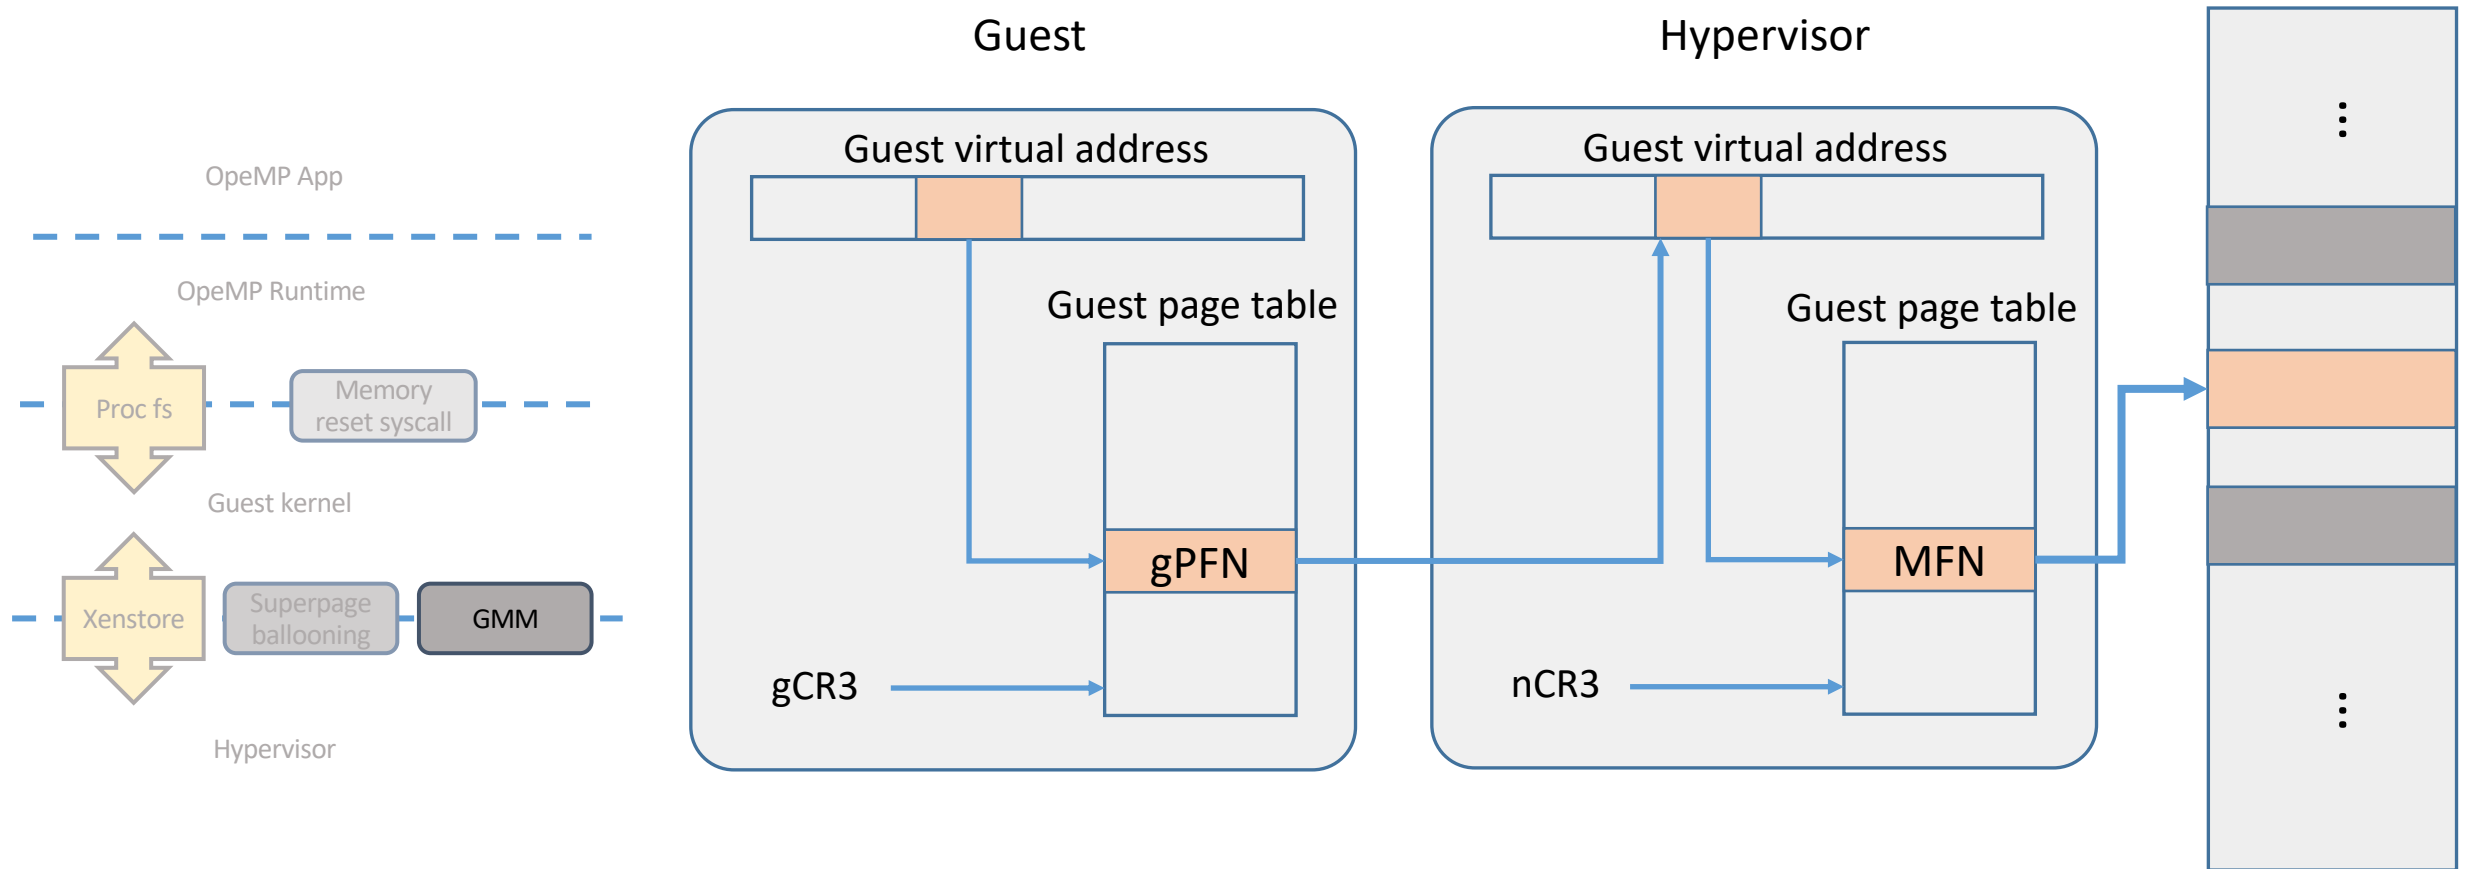 OpeMP App
OpeMP Runtime
Proc fs
Memory
reset syscall
Guest kernel
Xenstore
Superpage
ballooning
GMM
Hypervisor
Guest
Guest virtual address
Guest page table
gPFN
gCR3
Hypervisor
Guest virtual address
Guest page table
MFN
nCR3
...
...